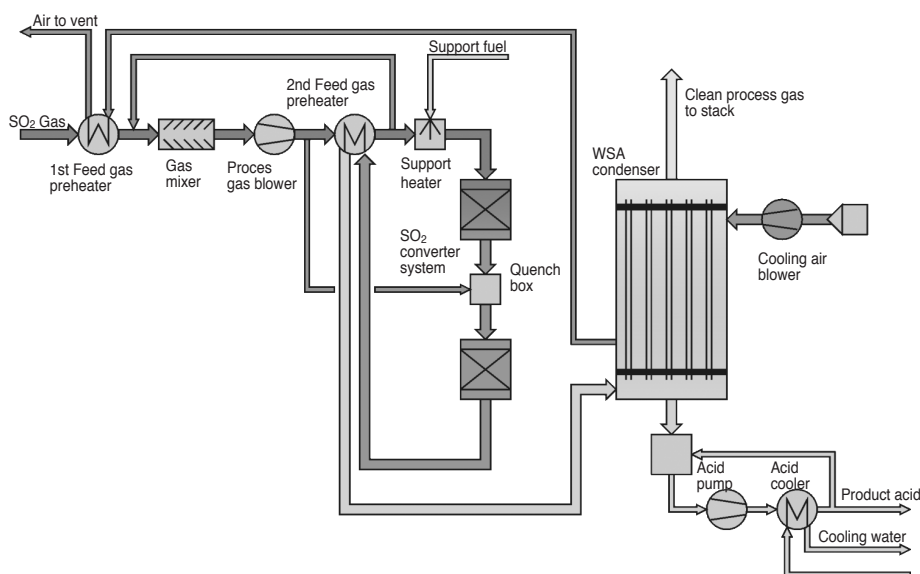 Air to vent
Support fuel
2nd Feed gas
preheater
SO₂ Gas
1st Feed gas
preheater
Gas
mixer
Proces
gas blower
Support
heater
SO₂
converter
system
Quench
box
Clean process gas
to stack
WSA
condenser
Cooling air
blower
Acid
pump
Acid
cooler
Product acid
Cooling water